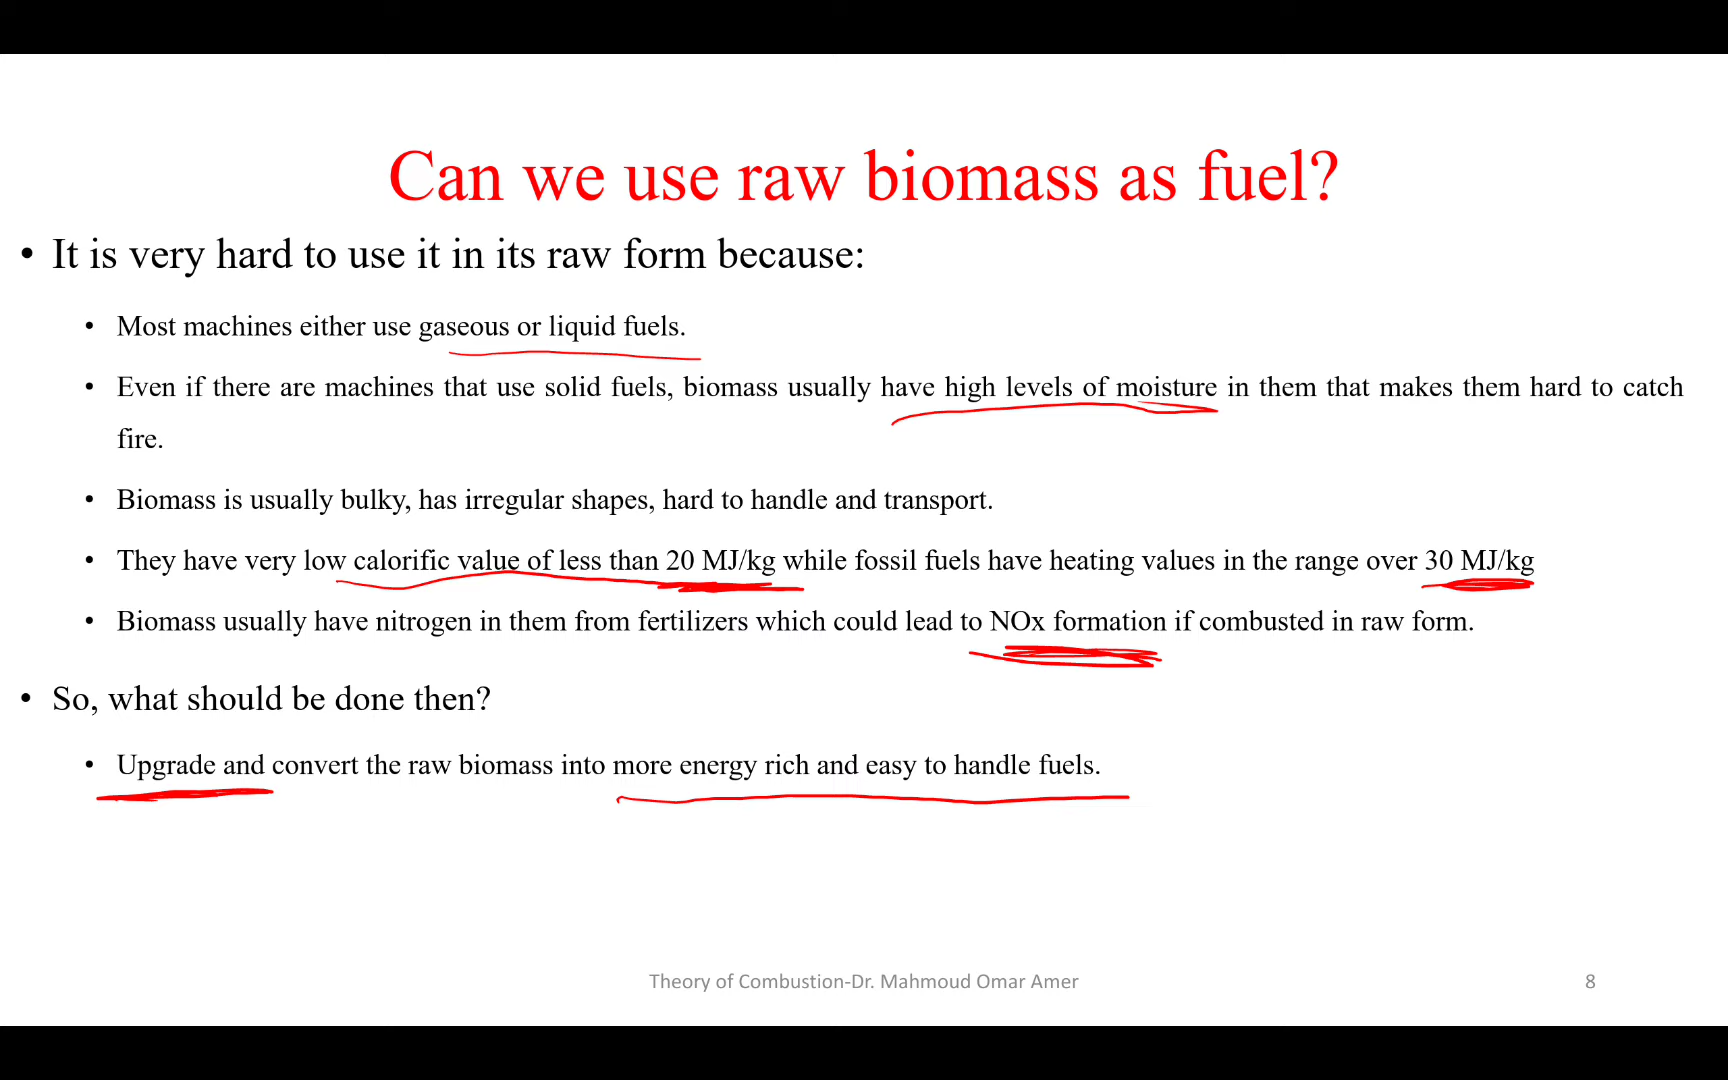 Can we use raw biomass as fuel?
• It is very hard to use it in its raw form because:
• Most machines either use gaseous or liquid fuels.
• Even if there are machines that use solid fuels, biomass usually have high levels of moisture in them that makes them hard to catch
fire.
• Biomass is usually bulky, has irregular shapes, hard to handle and transport.
• They have very low calorific value of less than 20 MJ/kg while fossil fuels have heating values in the range over 30 MJ/kg
• Biomass usually have nitrogen in them from fertilizers which could lead to NOx formation if combusted in raw form.
• So, what should be done then?
• Upgrade and convert the raw biomass into more energy rich and easy to handle fuels.
Theory of Combustion-Dr. Mahmoud Omar Amer
8